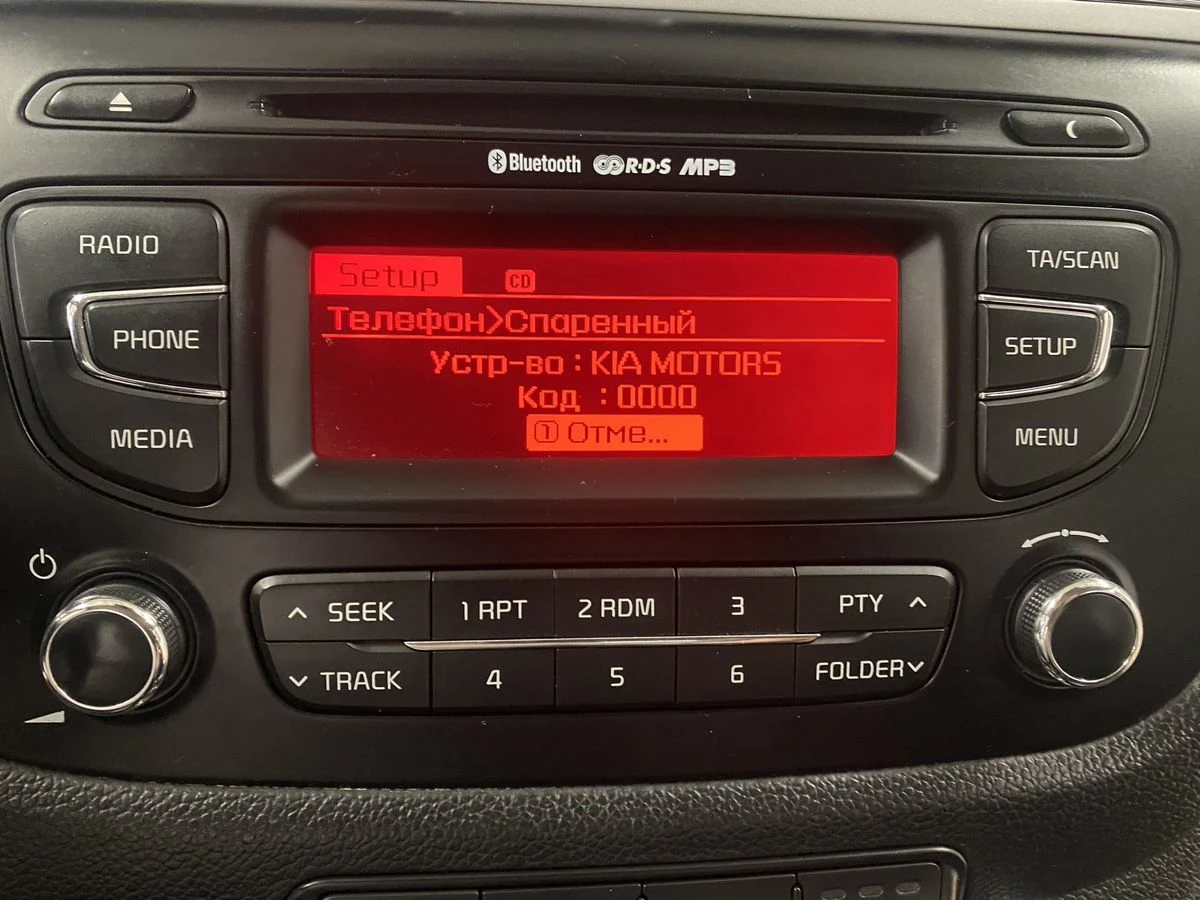 Bluetooth R·D·S MP3
RADIO
PHONE
MEDIA
Setup CD
Телефон>Спаренный
Устр-во : KIA MOTORS
Код : 0000
1 Отме...
TA/SCAN
SETUP
MENU
SEEK 1 RPT 2 RDM 3 PTY
TRACK 4 5 6 FOLDER